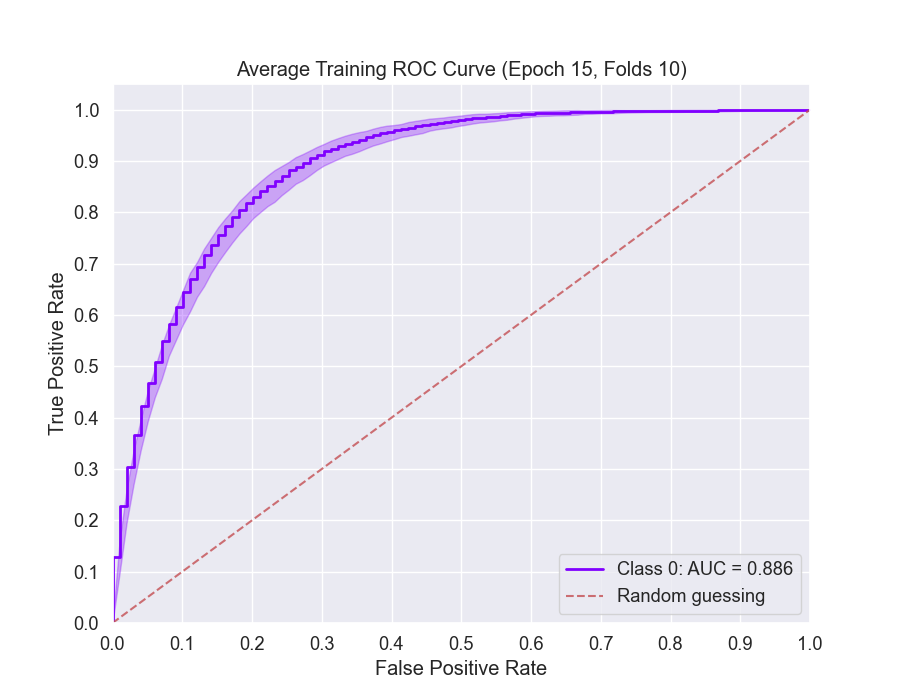 Average Training ROC Curve (Epoch 15, Folds 10)
True Positive Rate
1.0
0.9
0.8
0.7
0.6
0.5
0.4
0.3
0.2
0.1
0.0
Class 0: AUC = 0.886
Random guessing
0.0 0.1 0.2 0.3 0.4 0.5 0.6 0.7 0.8 0.9 1.0
False Positive Rate